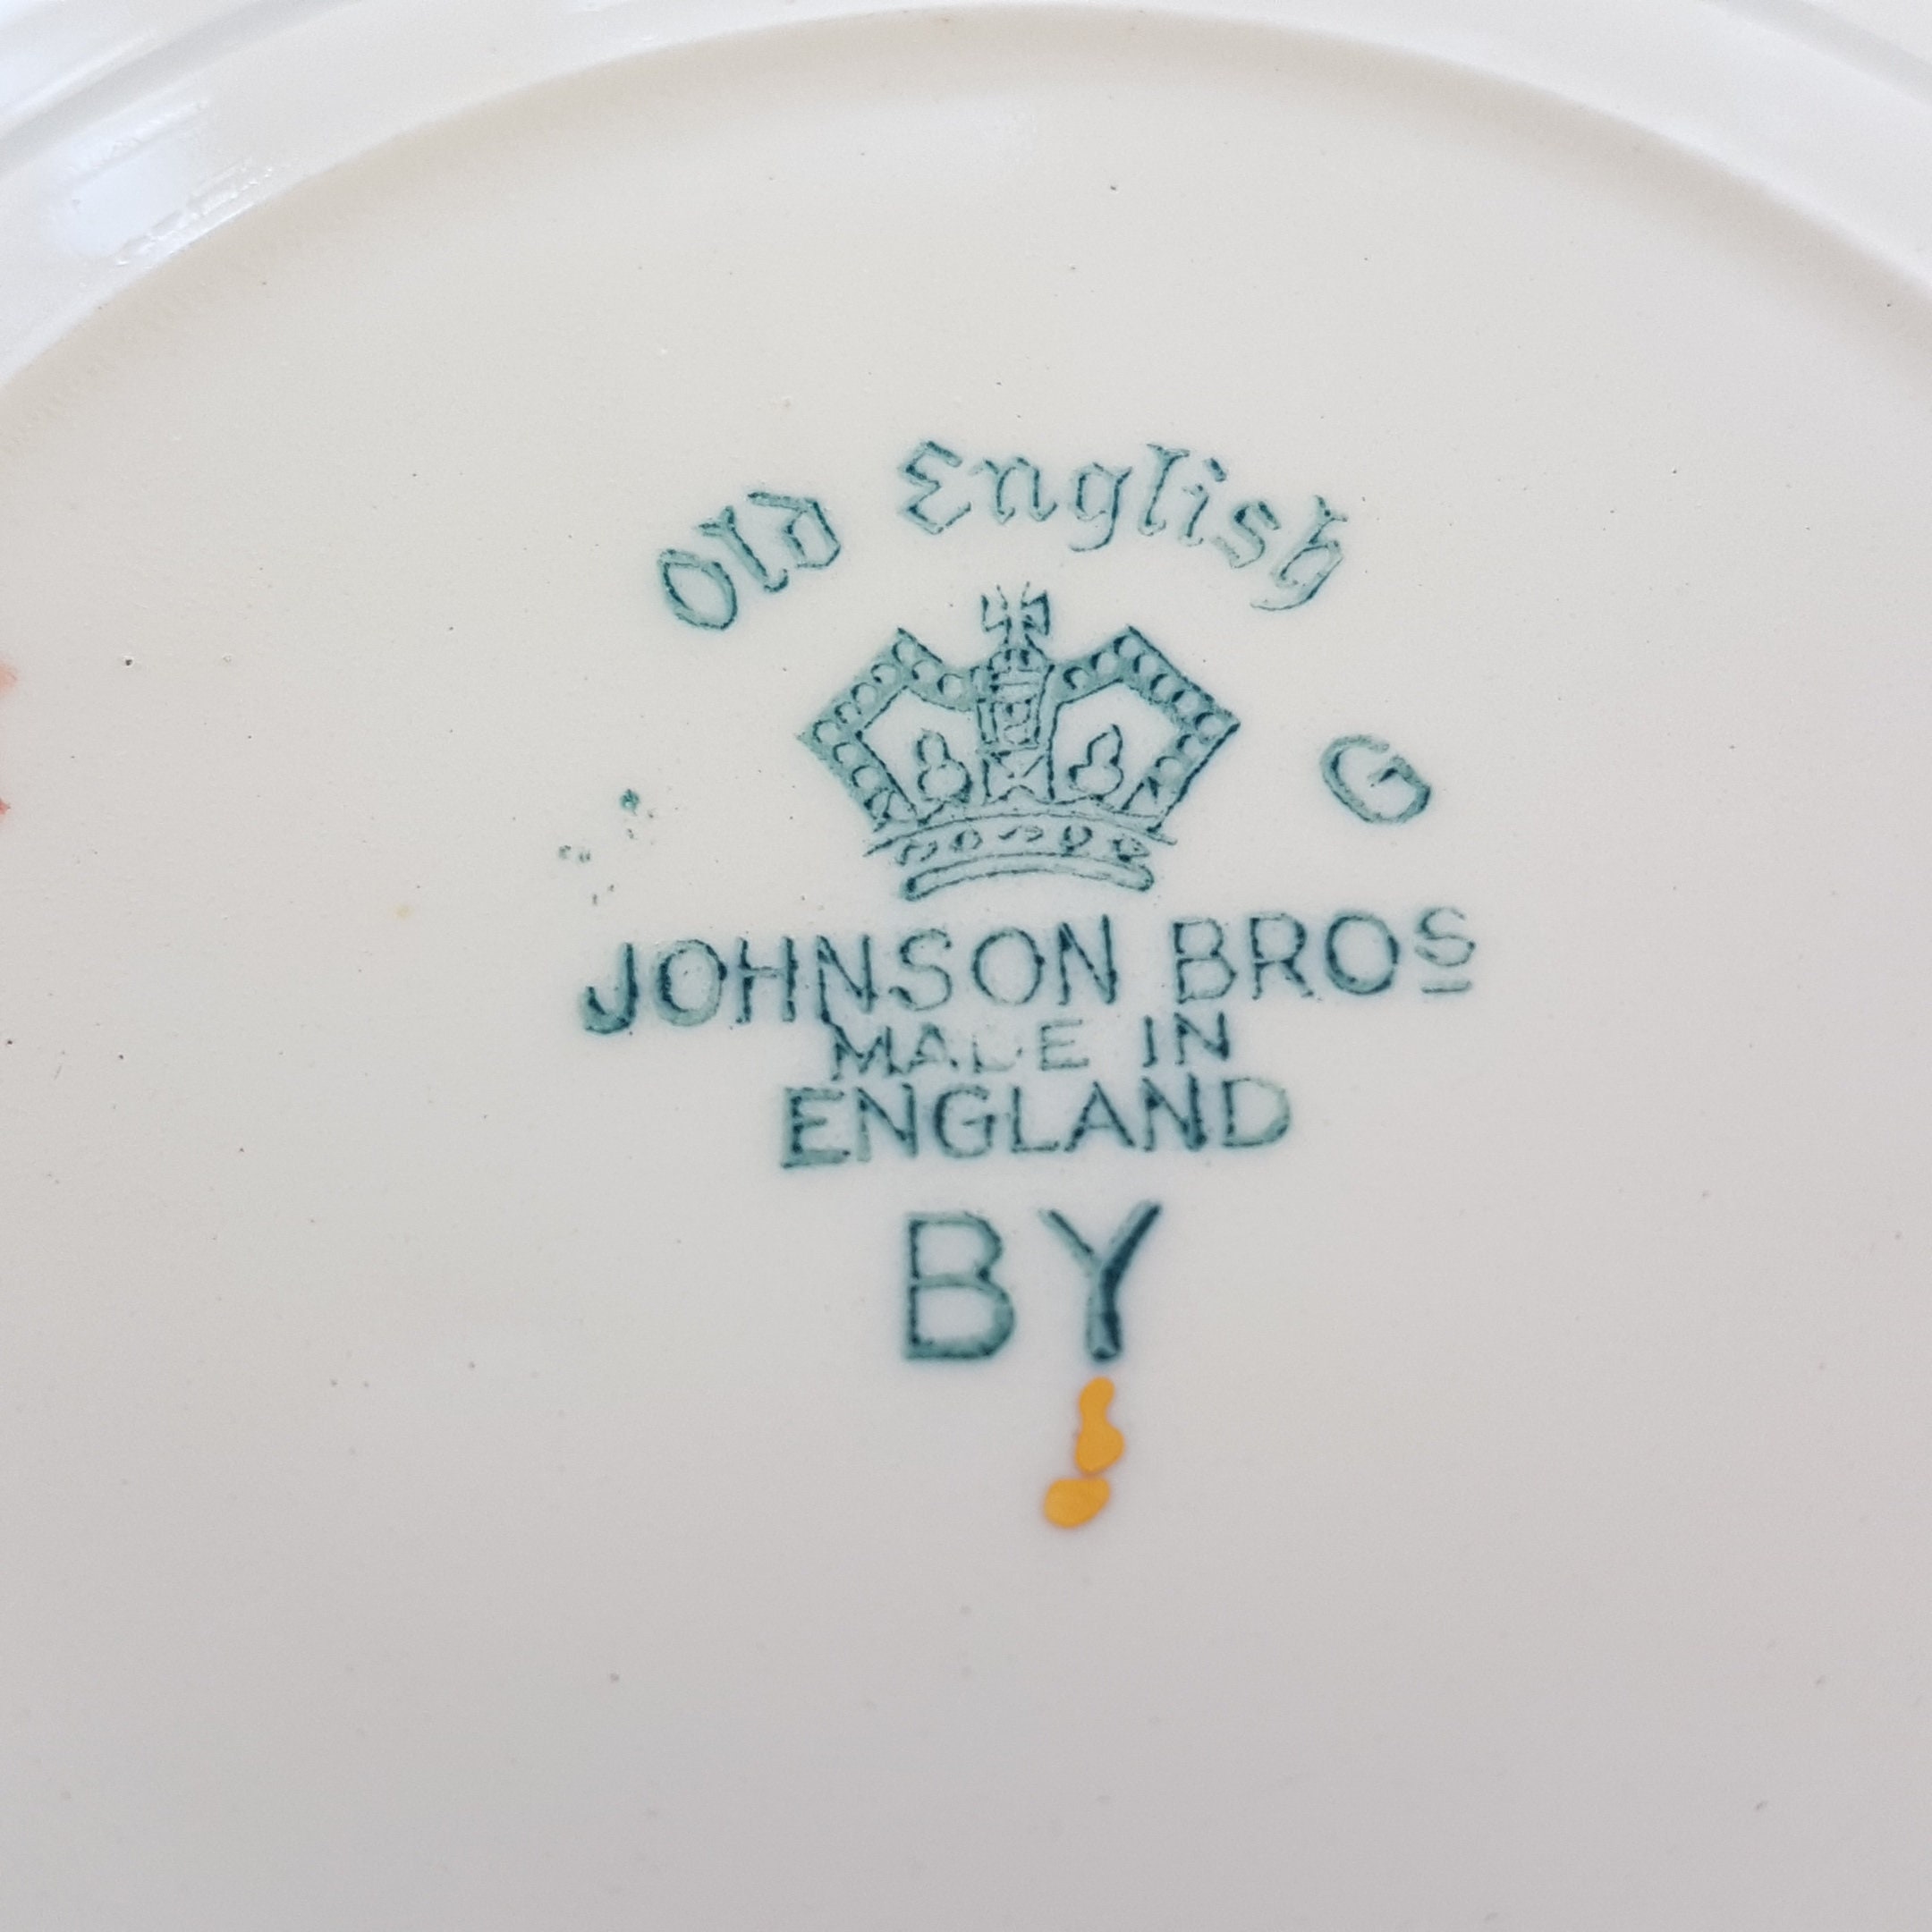 Old English
G
JOHNSON BROS
MADE IN
ENGLAND
BY